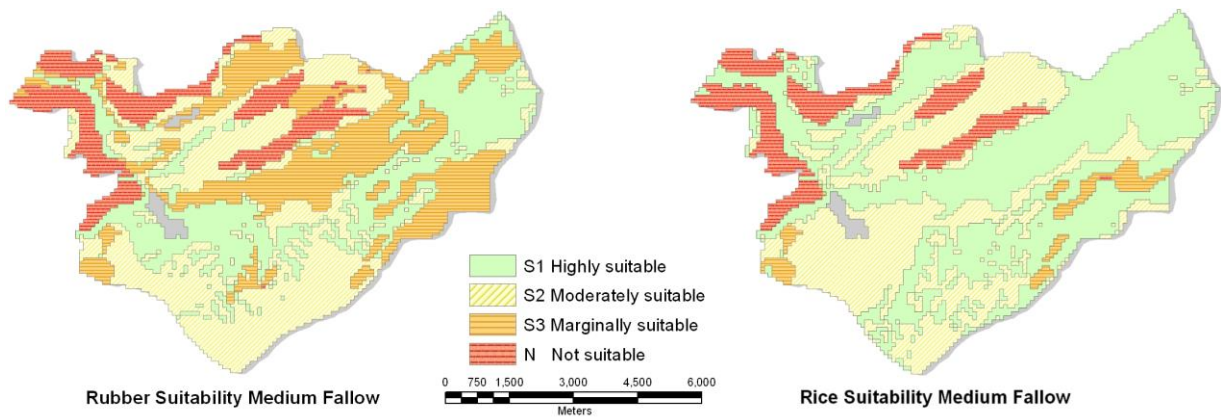 S1 Highly suitable
S2 Moderately suitable
S3 Marginally suitable
N Not suitable
0 750 1,500 3,000 4,500 6,000
Meters
Rubber Suitability Medium Fallow
Rice Suitability Medium Fallow